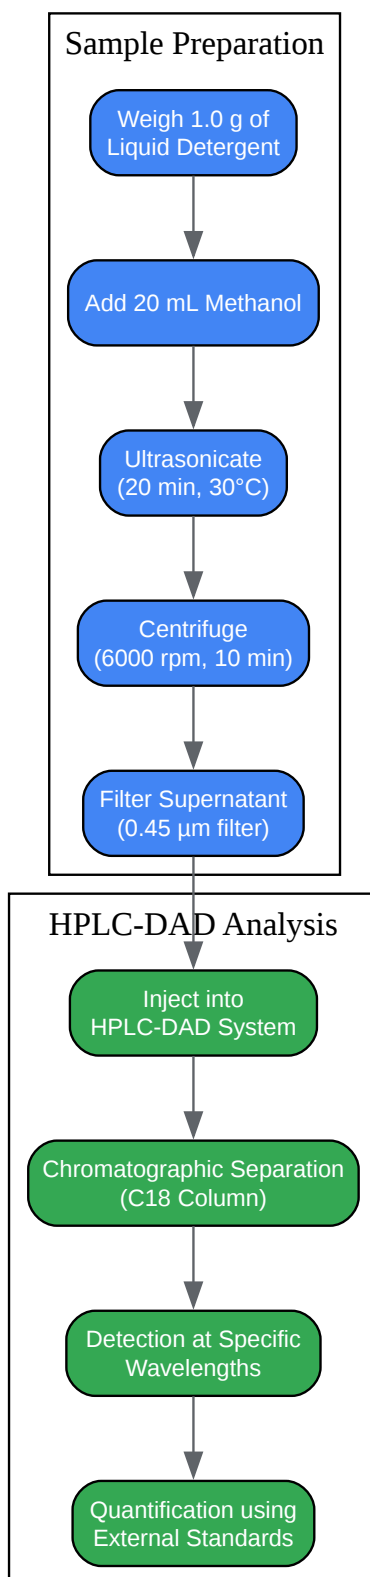 Sample Preparation
Weigh 1.0 g of
Liquid Detergent
Add 20 mL Methanol
Ultrasonicate
(20 min, 30°C)
Centrifuge
(6000 rpm, 10 min)
Filter Supernatant
(0.45 µm filter)
HPLC-DAD Analysis
Inject into
HPLC-DAD System
Chromatographic Separation
(C18 Column)
Detection at Specific
Wavelengths
Quantification using
External Standards